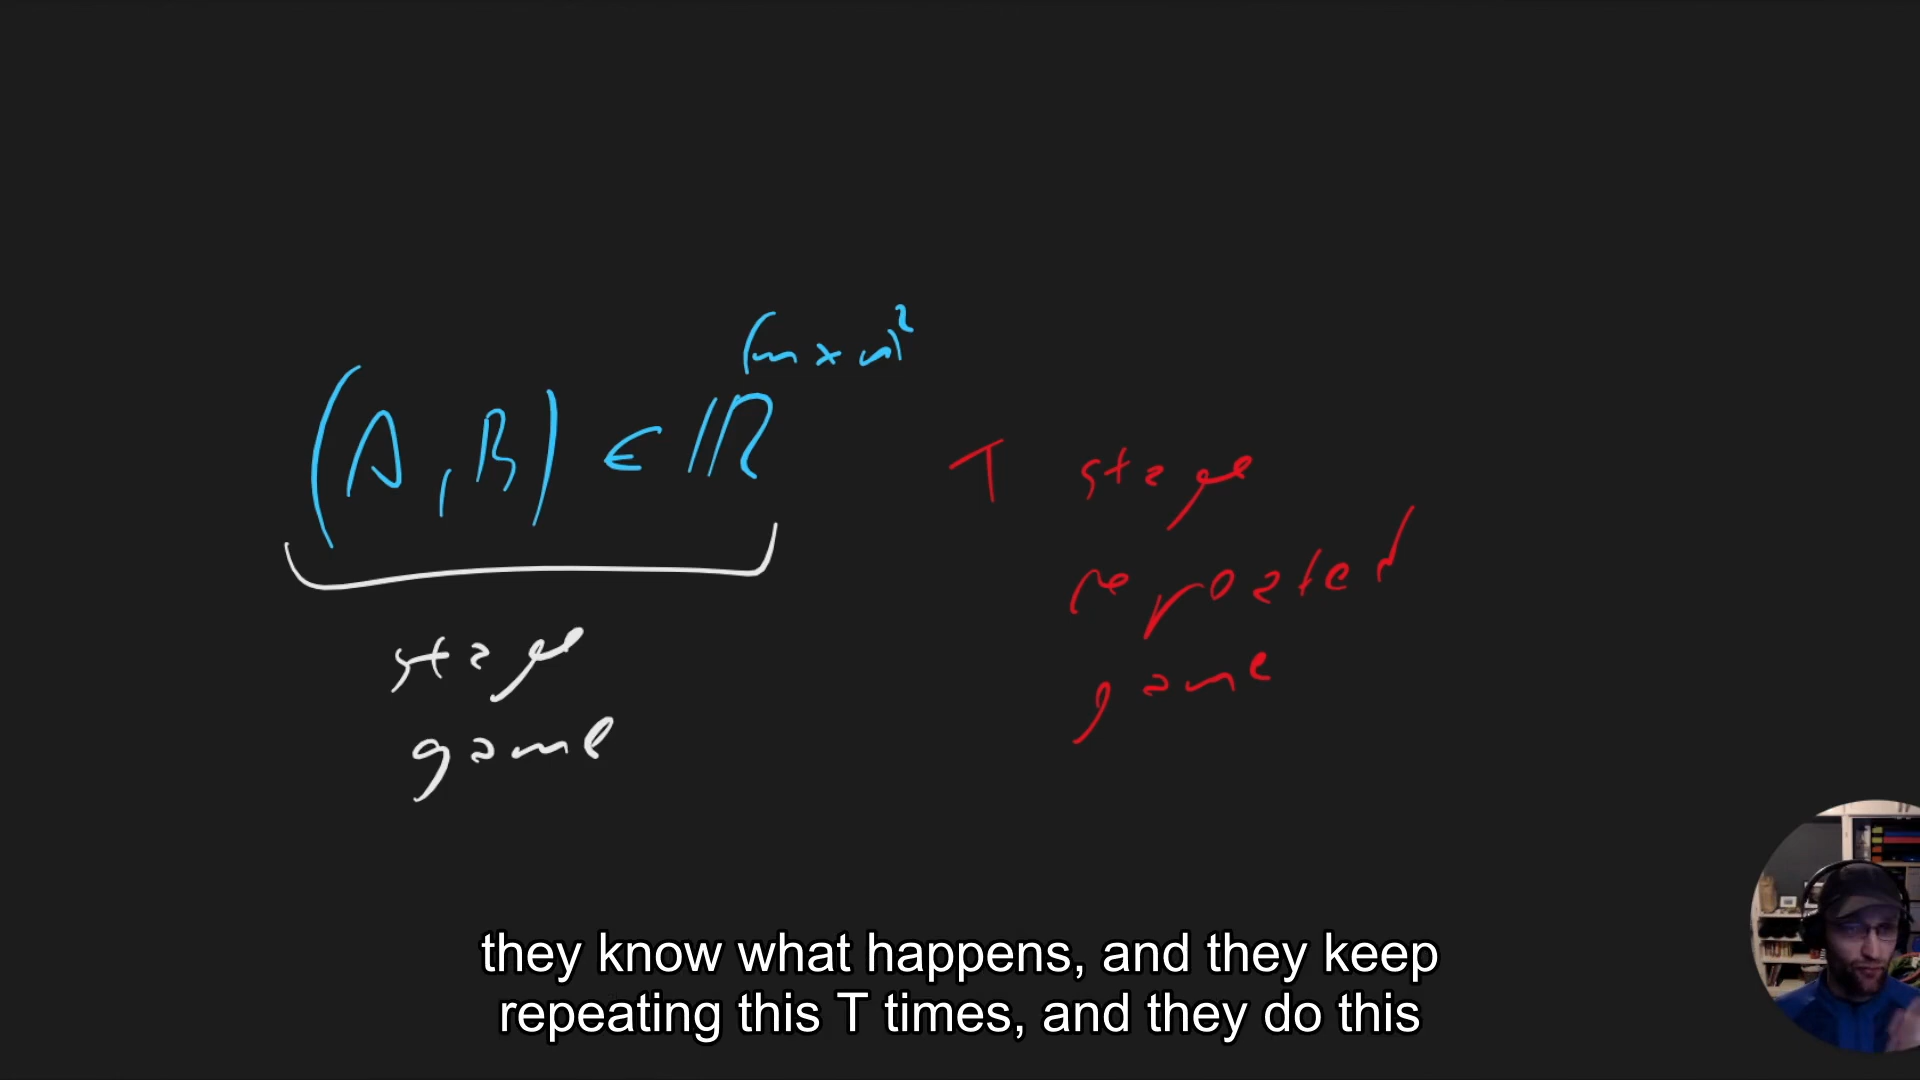 (A, B) ∈ ℝ^(m × n)²
stage
game
T stage
repeated
game
they know what happens, and they keep
repeating this T times, and they do this